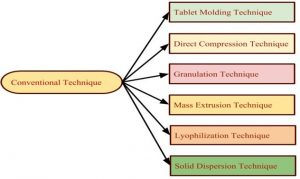 Tablet Molding Technique
Direct Compression Technique
Granulation Technique
Conventional Technique
Mass Extrusion Technique
Lyophilization Technique
Solid Dispersion Technique